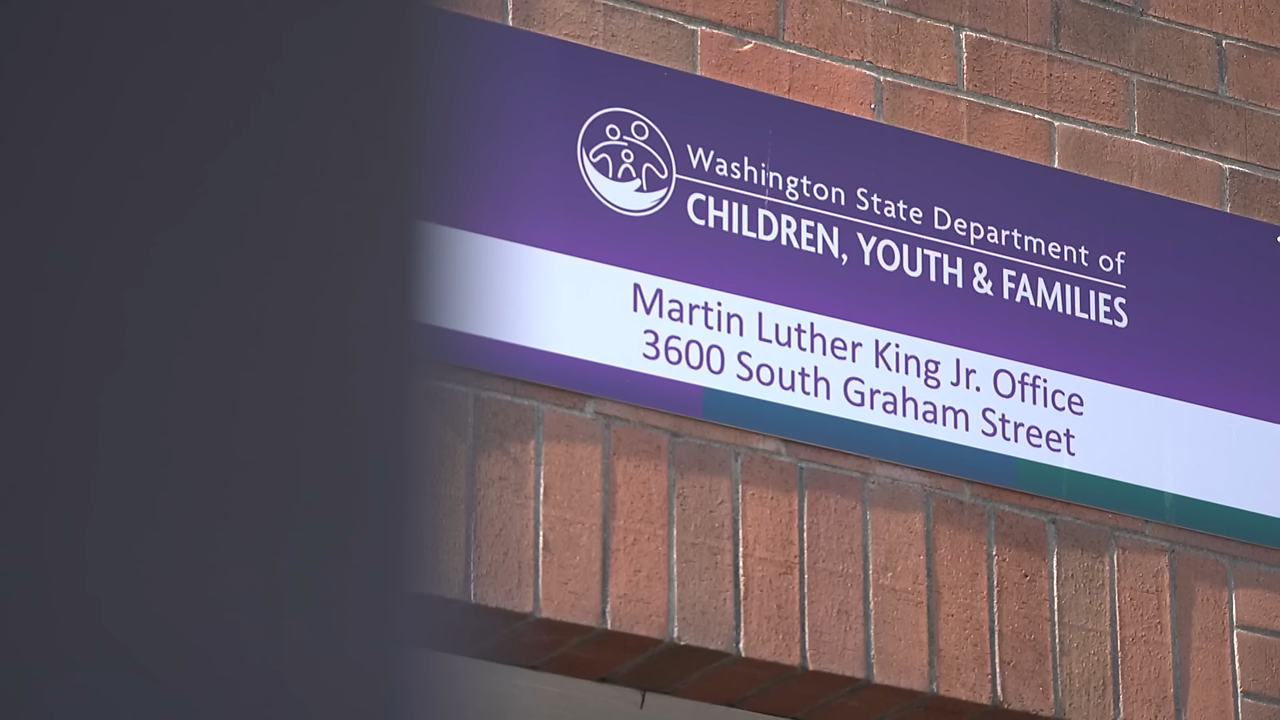 Washington State Department of
CHILDREN, YOUTH & FAMILIES
Martin Luther King Jr. Office
3600 South Graham Street